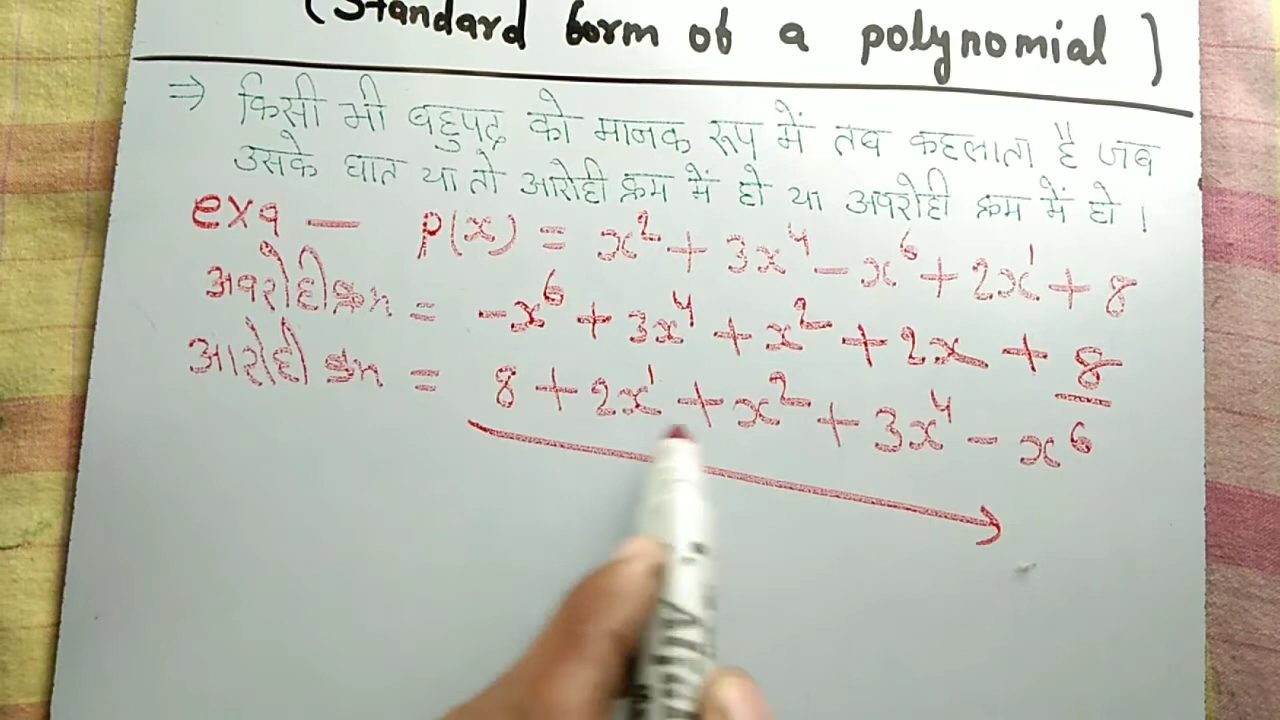 (Standard form of a polynomial)
⇒ किसी भी बहुपद को मानक रूप में तब कहलाता है जब
उसके घात या तो आरोही क्रम में हो या अवरोही क्रम में हो ।
exa — p(x) = x² + 3x⁴ – x⁶ + 2x¹ + 8
अवरोही क्रम = -x⁶ + 3x⁴ + x² + 2x + 8
आरोही क्रम = 8 + 2x¹ + x² + 3x⁴ - x⁶